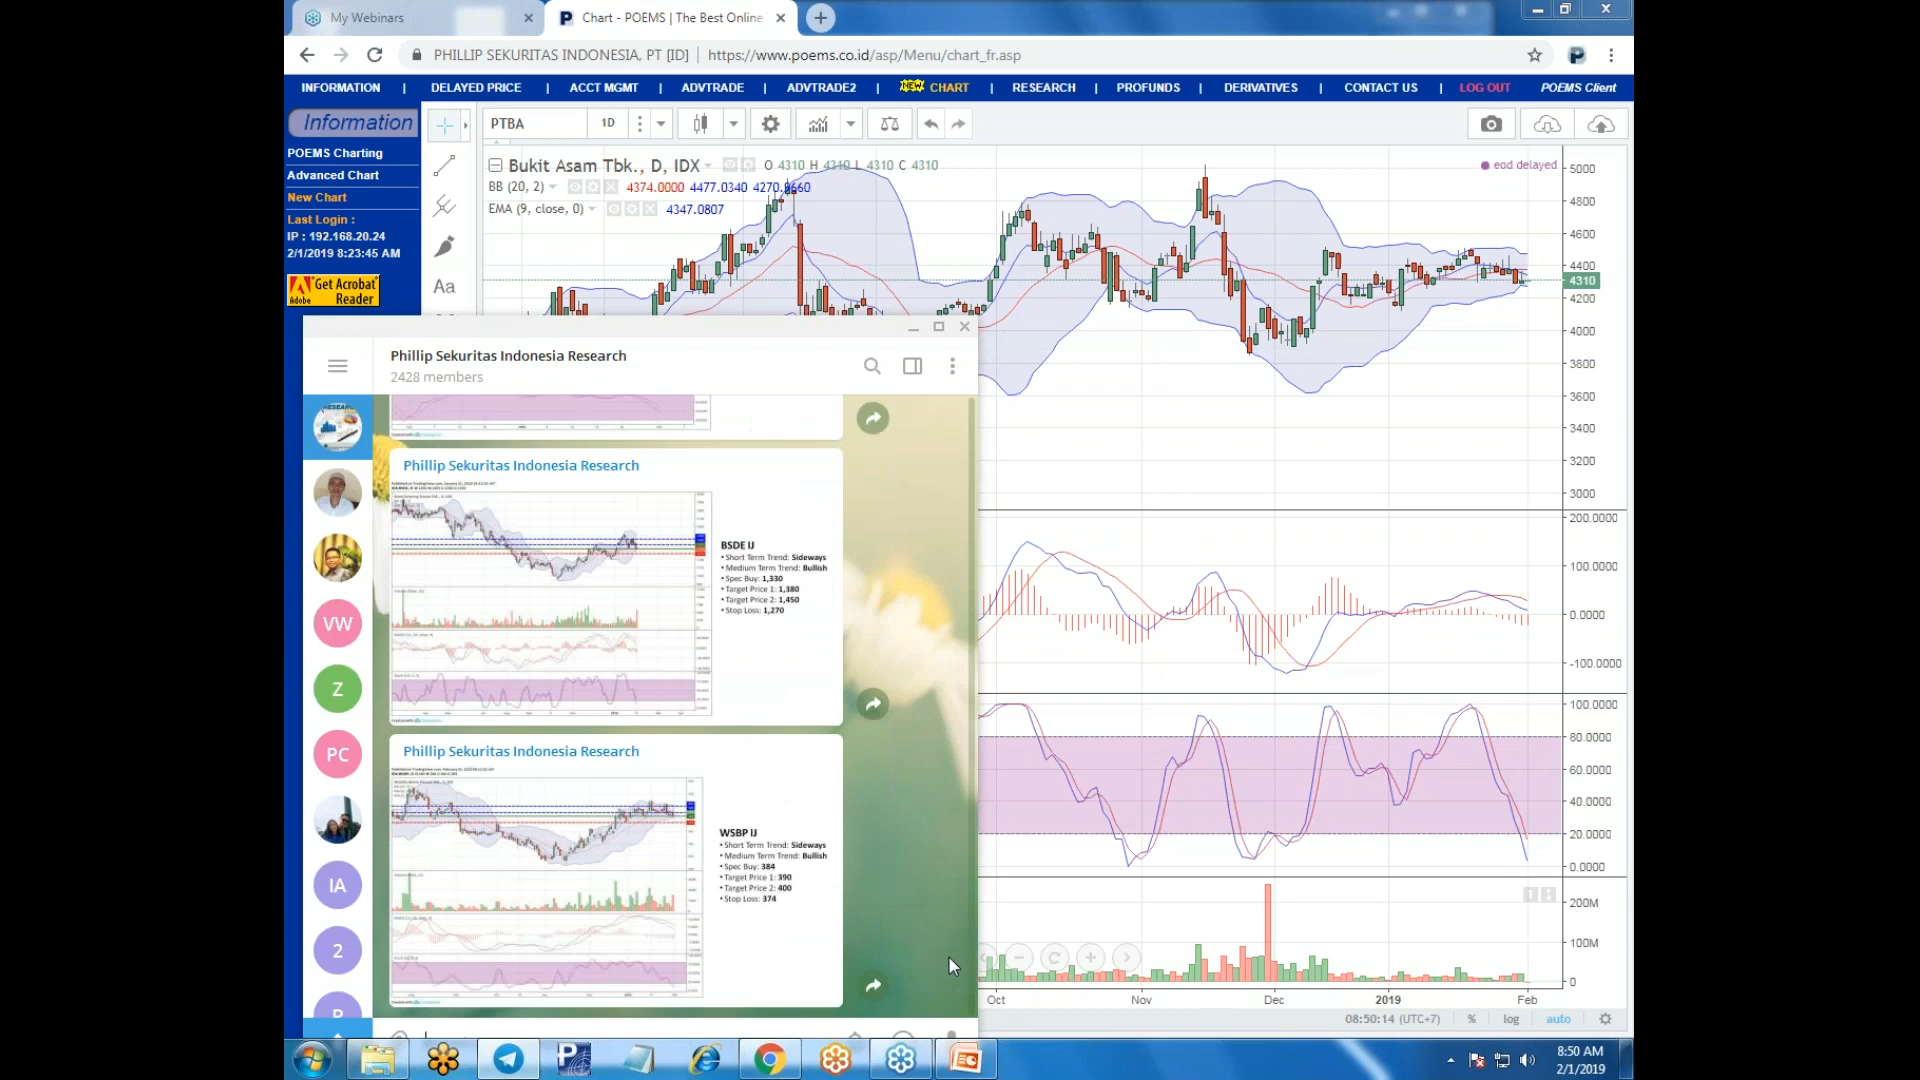 My Webinars
Chart - POEMS | The Best Online
PHILLIP SEKURITAS INDONESIA, PT [ID] | https://www.poems.co.id/asp/Menu/chart_fr.asp
INFORMATION | DELAYED PRICE | ACCT MGMT | ADVTRADE | ADVTRADE2 | NEW CHART | RESEARCH | PROFUNDS | DERIVATIVES | CONTACT US | LOG OUT POEMS Client
Information
POEMS Charting
Advanced Chart
New Chart
Last Login :
IP : 192.168.20.24
2/1/2019 8:23:45 AM
Get Acrobat
Reader
Adobe
Aa
PTBA 1D
Bukit Asam Tbk., D, IDX O 4310 H 4310 L 4310 C 4310
BB (20, 2) 4374.0000 4477.0340
EMA (9, close, 0) 4347.0807
eod delayed
5000
4800
4600
4400
4310
4200
4000
3800
3600
3400
3200
3000
200.0000
100.0000
0.0000
-100.0000
100.0000
80.0000
60.0000
40.0000
20.0000
0.0000
200M
100M
0
Oct Nov Dec 2019 Feb
08:50:14 (UTC+7) % log auto
Phillip Sekuritas Indonesia Research
2428 members
VW
Z
PC
IA
2
Phillip Sekuritas Indonesia Research
BSDE IJ
• Short Term Trend: Sideways
• Medium Term Trend: Bullish
• Spec Buy: 1,330
• Target Price 1: 1,380
• Target Price 2: 1,450
• Stop Loss: 1,270
Phillip Sekuritas Indonesia Research
WSBP IJ
• Short Term Trend: Sideways
• Medium Term Trend: Bullish
• Spec Buy: 384
• Target Price 1: 390
• Target Price 2: 400
• Stop Loss: 374
8:50 AM
2/1/2019